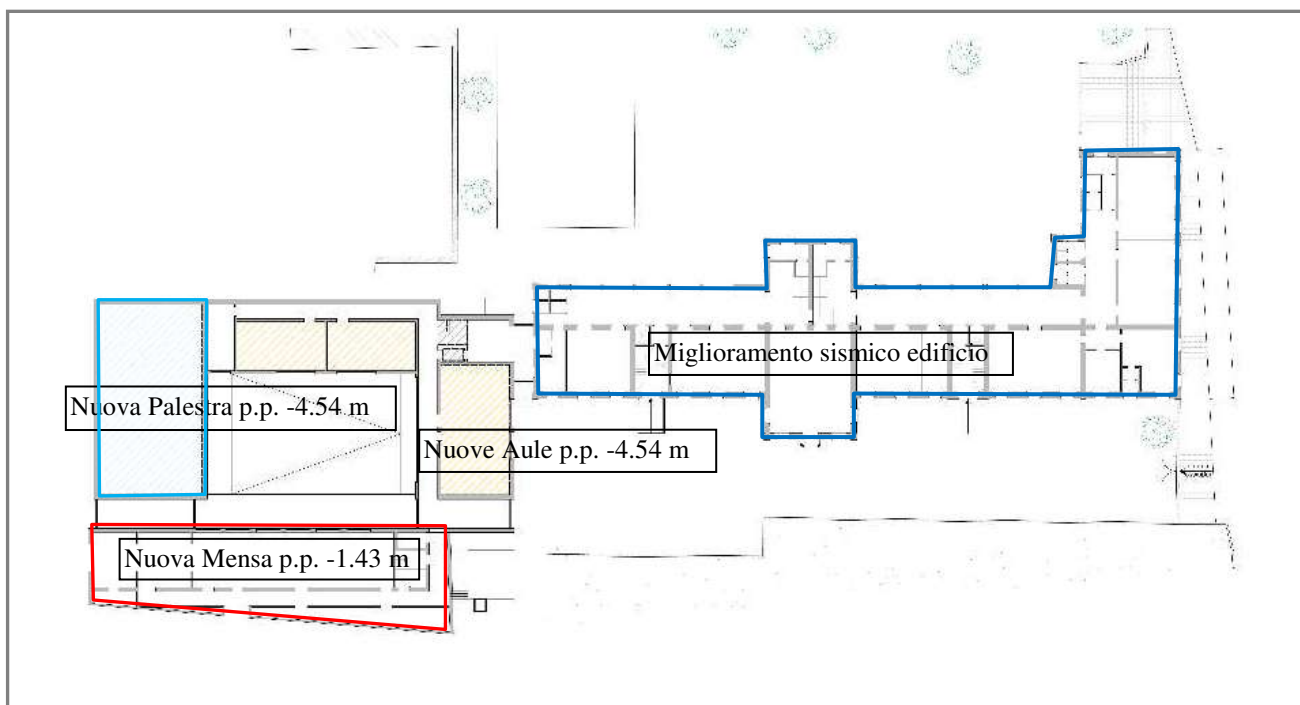 Miglioramento sismico edificio
Nuova Palestra p.p. -4.54 m
Nuove Aule p.p. -4.54 m
Nuova Mensa p.p. -1.43 m